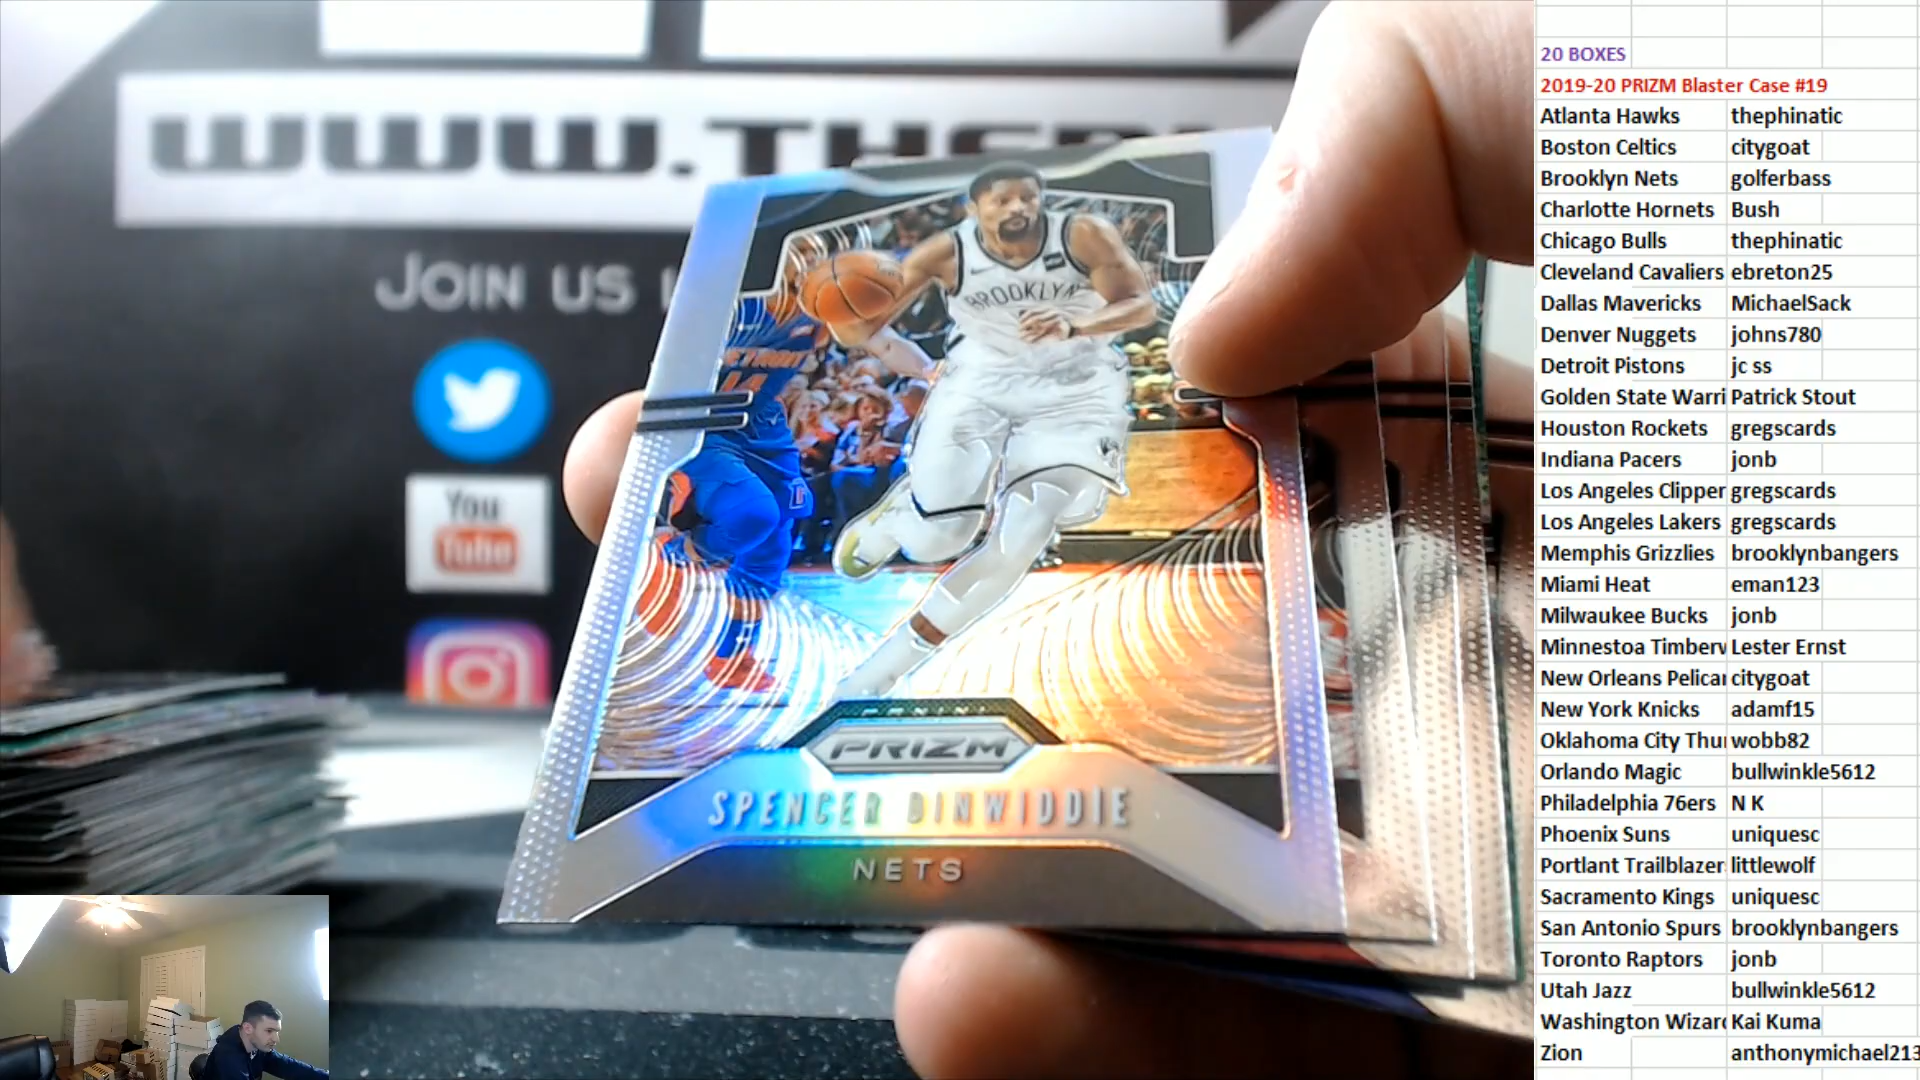 WWW.THEP
JOIN US
You
Tube
BROOKLYN
DETROIT
14
PANINI
PRIZM
SPENCER DINWIDDIE
NETS
20 BOXES
2019-20 PRIZM Blaster Case #19
Atlanta Hawks thephinatic
Boston Celtics citygoat
Brooklyn Nets golferbass
Charlotte Hornets Bush
Chicago Bulls thephinatic
Cleveland Cavaliers ebreton25
Dallas Mavericks MichaelSack
Denver Nuggets johns780
Detroit Pistons jc ss
Golden State Warri Patrick Stout
Houston Rockets gregscards
Indiana Pacers jonb
Los Angeles Clipper gregscards
Los Angeles Lakers gregscards
Memphis Grizzlies brooklynbangers
Miami Heat eman123
Milwaukee Bucks jonb
Minnestoa Timberv Lester Ernst
New Orleans Pelica citygoat
New York Knicks adamf15
Oklahoma City Thu wobb82
Orlando Magic bullwinkle5612
Philadelphia 76ers N K
Phoenix Suns uniquesc
Portlant Trailblazer littlewolf
Sacramento Kings uniquesc
San Antonio Spurs brooklynbangers
Toronto Raptors jonb
Utah Jazz bullwinkle5612
Washington Wizar Kai Kuma
Zion anthonymichael213